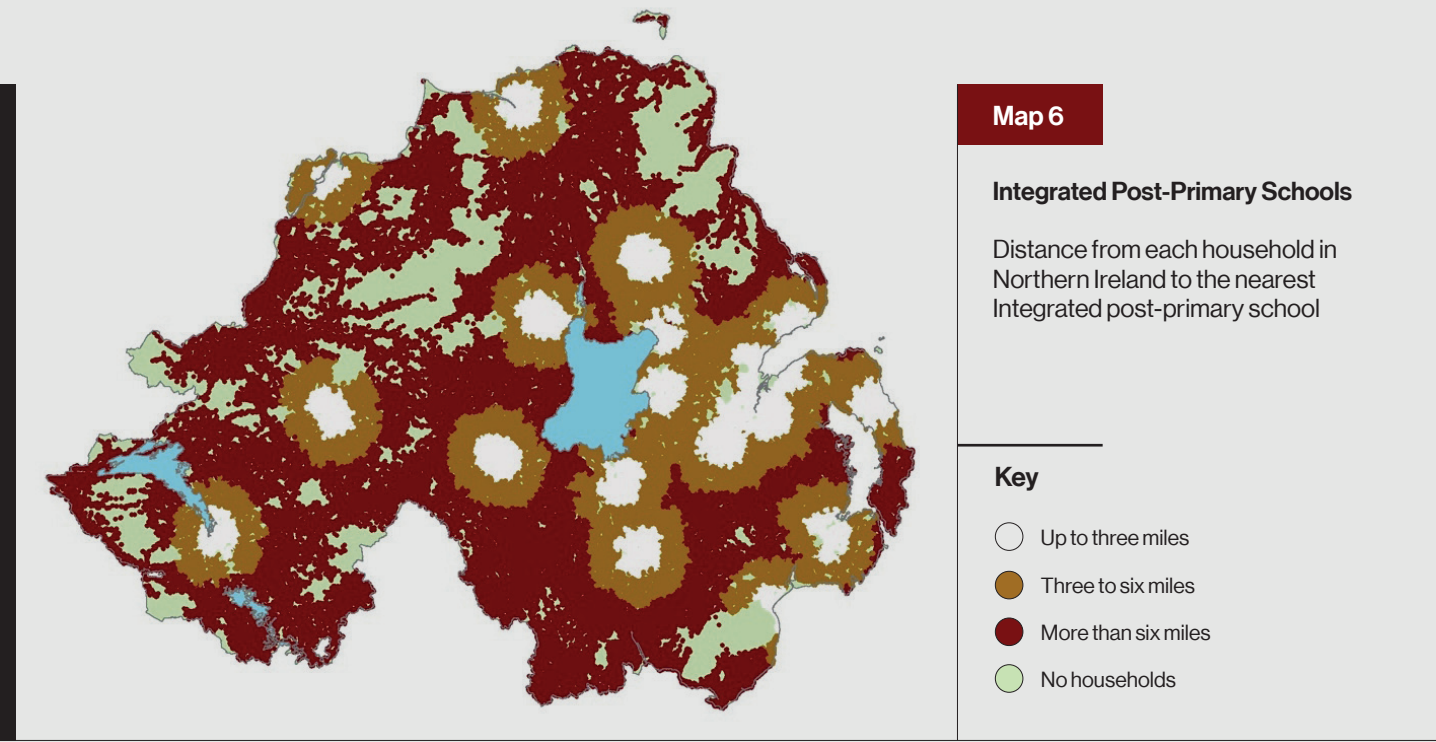 Map 6
Integrated Post-Primary Schools
Distance from each household in
Northern Ireland to the nearest
Integrated post-primary school
Key
Up to three miles
Three to six miles
More than six miles
No households